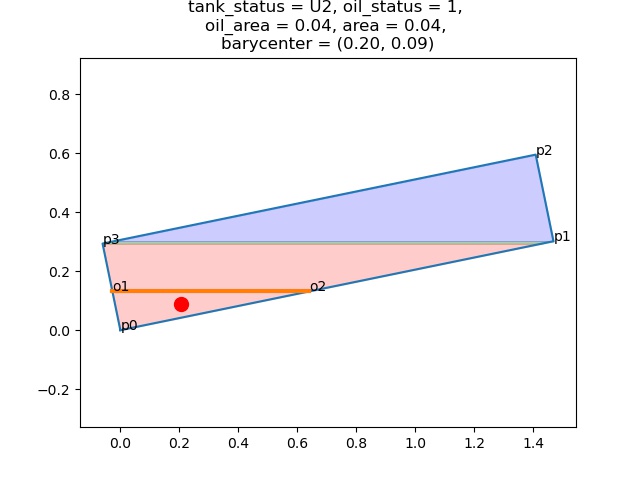 tank_status = U2, oil_status = 1,
oil_area = 0.04, area = 0.04,
barycenter = (0.20, 0.09)
0.8
0.6
0.4
0.2
0.0
−0.2
p2
p1
p3
o1
o2
p0
0.0 0.2 0.4 0.6 0.8 1.0 1.2 1.4